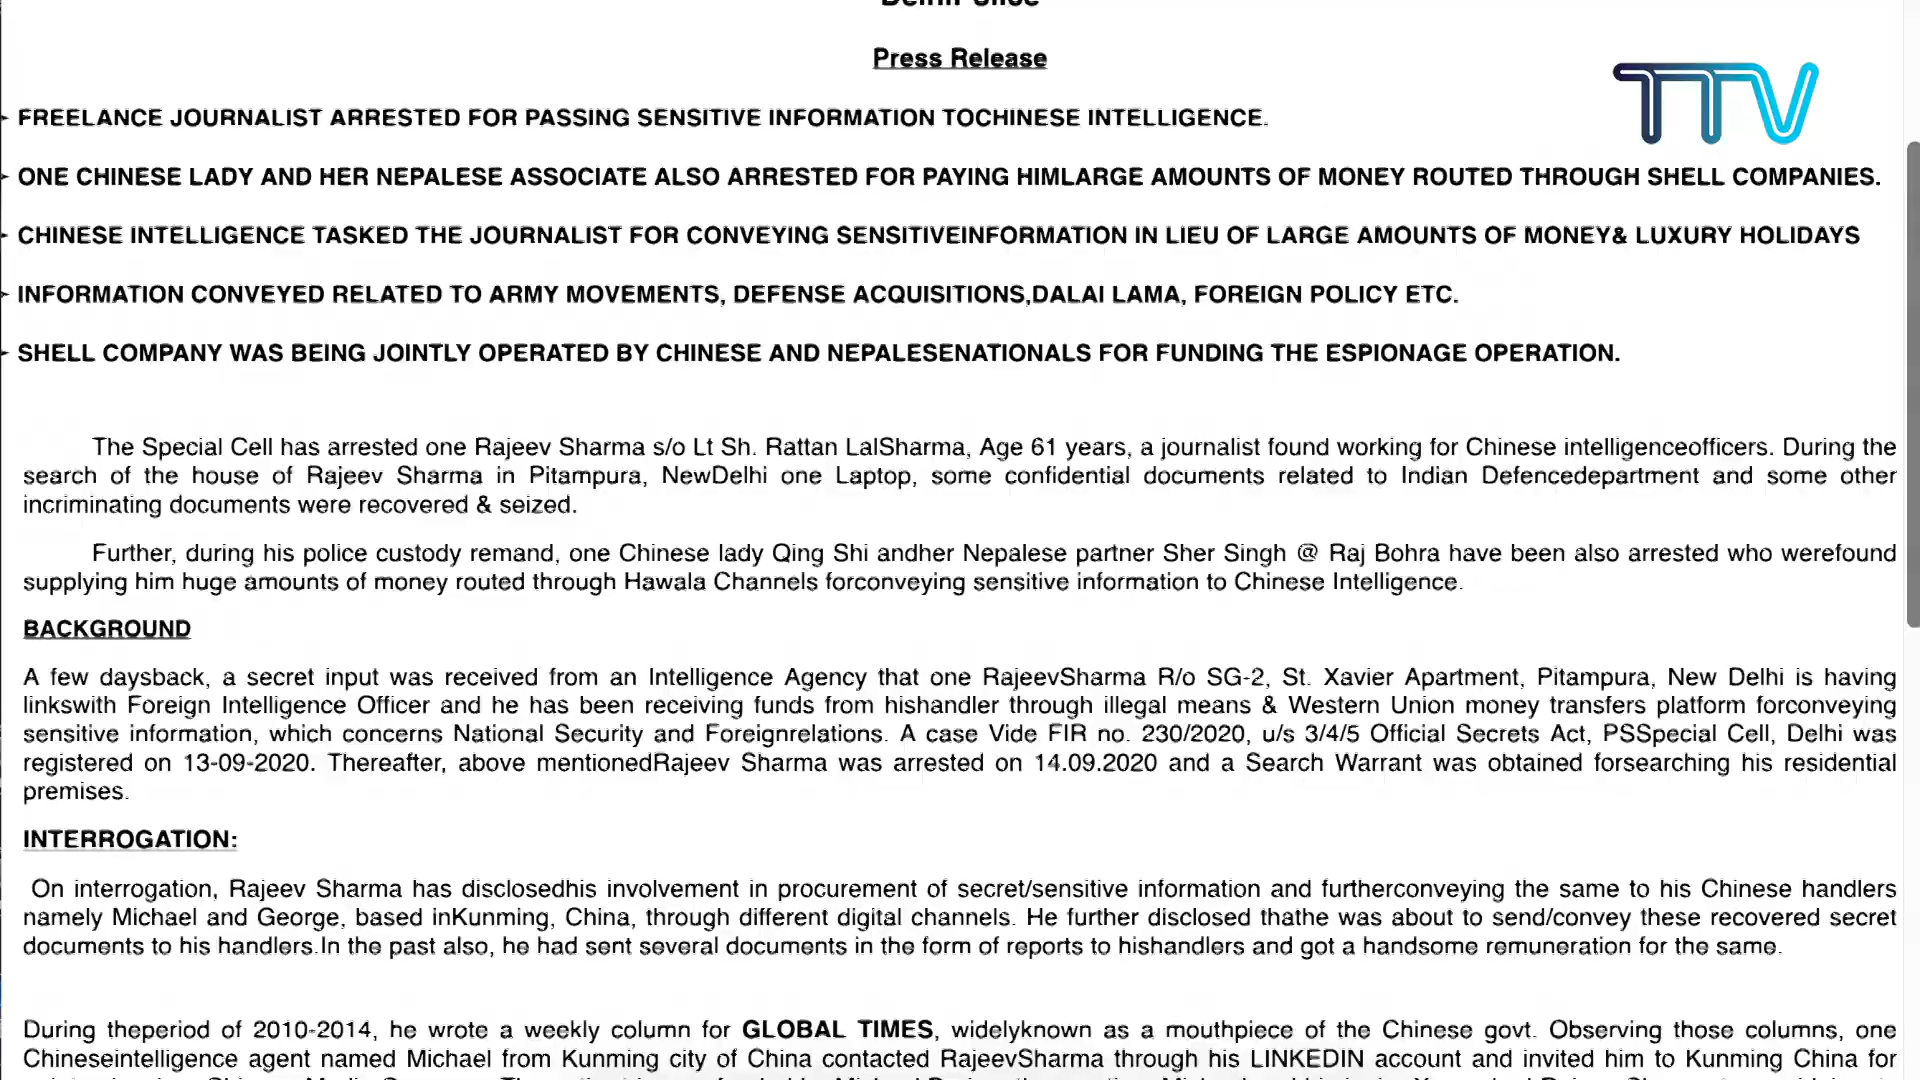 Press Release
TTV
FREELANCE JOURNALIST ARRESTED FOR PASSING SENSITIVE INFORMATION TOCHINESE INTELLIGENCE.
ONE CHINESE LADY AND HER NEPALESE ASSOCIATE ALSO ARRESTED FOR PAYING HIMLARGE AMOUNTS OF MONEY ROUTED THROUGH SHELL COMPANIES.
CHINESE INTELLIGENCE TASKED THE JOURNALIST FOR CONVEYING SENSITIVEINFORMATION IN LIEU OF LARGE AMOUNTS OF MONEY& LUXURY HOLIDAYS
INFORMATION CONVEYED RELATED TO ARMY MOVEMENTS, DEFENSE ACQUISITIONS,DALAI LAMA, FOREIGN POLICY ETC.
SHELL COMPANY WAS BEING JOINTLY OPERATED BY CHINESE AND NEPALESENATIONALS FOR FUNDING THE ESPIONAGE OPERATION.
The Special Cell has arrested one Rajeev Sharma s/o Lt Sh. Rattan LalSharma, Age 61 years, a journalist found working for Chinese intelligenceofficers. During the
search of the house of Rajeev Sharma in Pitampura, NewDelhi one Laptop, some confidential documents related to Indian Defencedepartment and some other
incriminating documents were recovered & seized.
Further, during his police custody remand, one Chinese lady Qing Shi andher Nepalese partner Sher Singh @ Raj Bohra have been also arrested who werefound
supplying him huge amounts of money routed through Hawala Channels forconveying sensitive information to Chinese Intelligence.
BACKGROUND
A few daysback, a secret input was received from an Intelligence Agency that one RajeevSharma R/o SG-2, St. Xavier Apartment, Pitampura, New Delhi is having
linkswith Foreign Intelligence Officer and he has been receiving funds from hishandler through illegal means & Western Union money transfers platform forconveying
sensitive information, which concerns National Security and Foreignrelations. A case Vide FIR no. 230/2020, u/s 3/4/5 Official Secrets Act, PSSpecial Cell, Delhi was
registered on 13-09-2020. Thereafter, above mentionedRajeev Sharma was arrested on 14.09.2020 and a Search Warrant was obtained forsearching his residential
premises.
INTERROGATION:
On interrogation, Rajeev Sharma has disclosedhis involvement in procurement of secret/sensitive information and furtherconveying the same to his Chinese handlers
namely Michael and George, based inKunming, China, through different digital channels. He further disclosed thathe was about to send/convey these recovered secret
documents to his handlers.In the past also, he had sent several documents in the form of reports to hishandlers and got a handsome remuneration for the same.
During theperiod of 2010-2014, he wrote a weekly column for GLOBAL TIMES, widelyknown as a mouthpiece of the Chinese govt. Observing those columns, one
Chineseintelligence agent named Michael from Kunming city of China contacted RajeevSharma through his LINKEDIN account and invited him to Kunming China for